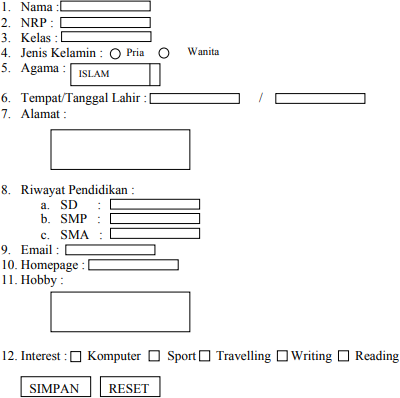 1. Nama :
2. NRP :
3. Kelas :
4. Jenis Kelamin : Pria Wanita
5. Agama : ISLAM
6. Tempat/Tanggal Lahir : /
7. Alamat :
8. Riwayat Pendidikan :
a. SD :
b. SMP :
c. SMA :
9. Email :
10. Homepage :
11. Hobby :
12. Interest : Komputer Sport Travelling Writing Reading
SIMPAN RESET